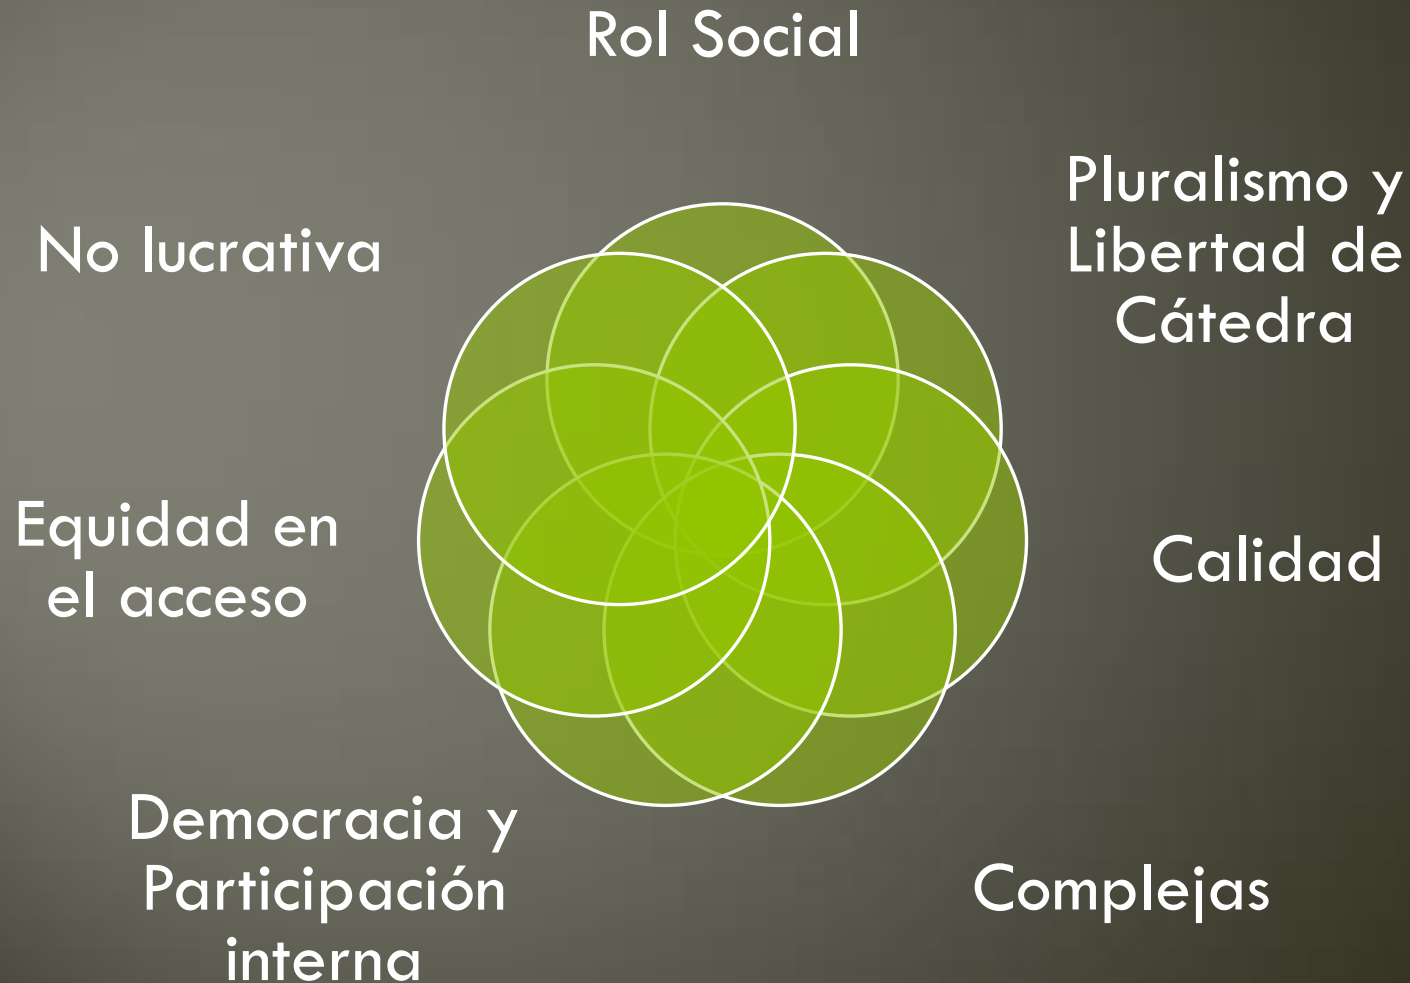 Rol Social
Pluralismo y
Libertad de
Cátedra
No lucrativa
Equidad en
el acceso
Calidad
Democracia y
Participación
interna
Complejas